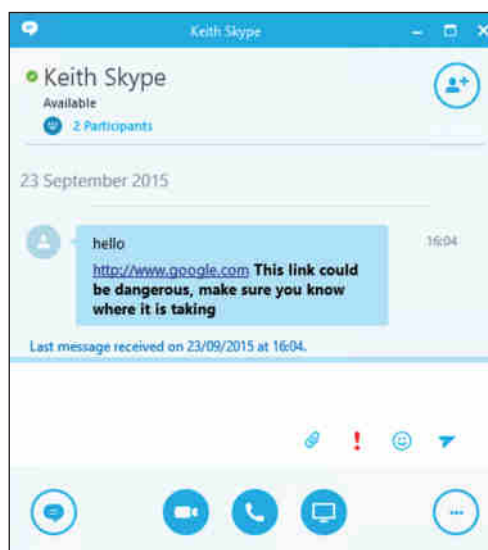 Keith Skype
Keith Skype
Available
2 Participants
23 September 2015
hello
16:04
http://www.google.com This link could
be dangerous, make sure you know
where it is taking
Last message received on 23/09/2015 at 16:04.